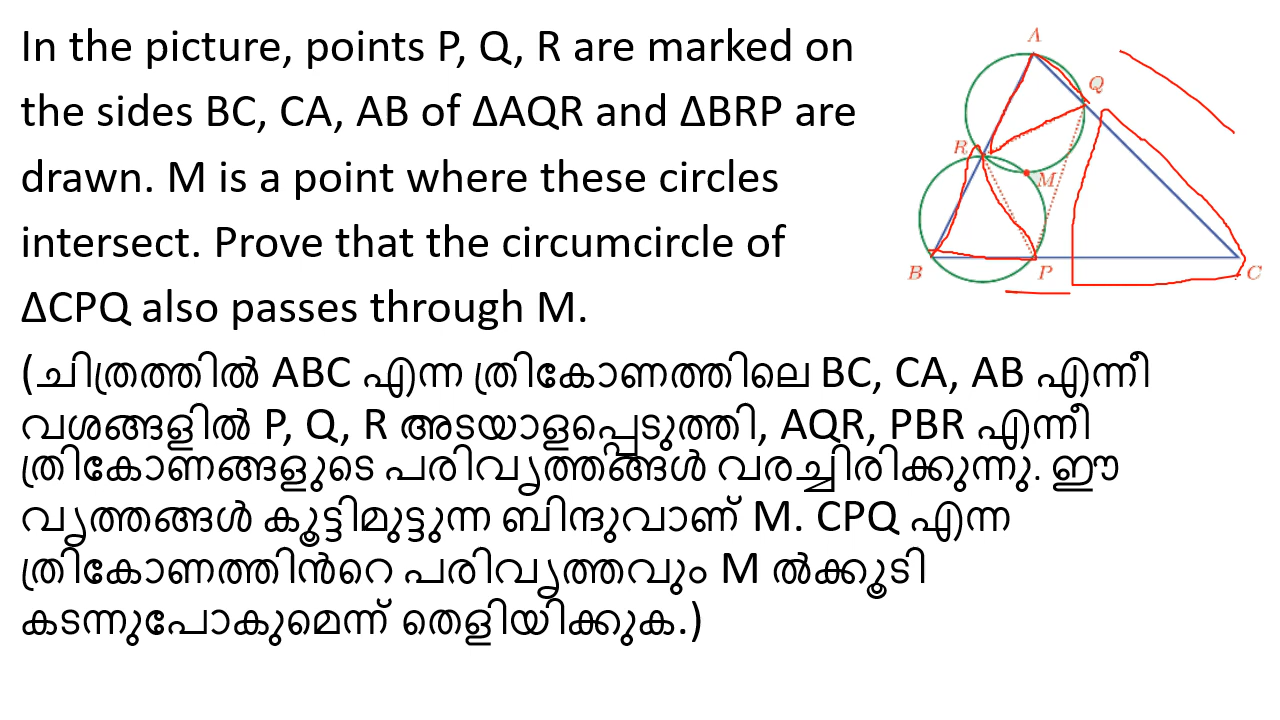 In the picture, points P, Q, R are marked on
the sides BC, CA, AB of ΔAQR and ΔBRP are
drawn. M is a point where these circles
intersect. Prove that the circumcircle of
ΔCPQ also passes through M.
(ചിത്രത്തിൽ ABC എന്ന ത്രികോണത്തിലെ BC, CA, AB എന്നീ
വശങ്ങളിൽ P, Q, R അടയാളപ്പെടുത്തി, AQR, PBR എന്നീ
ത്രികോണങ്ങളുടെ പരിവൃത്തങ്ങൾ വരച്ചിരിക്കുന്നു. ഈ
വൃത്തങ്ങൾ കൂട്ടിമുട്ടുന്ന ബിന്ദുവാണ് M. CPQ എന്ന
ത്രികോണത്തിൻറെ പരിവൃത്തവും M ൽക്കൂടി
കടന്നുപോകുമെന്ന് തെളിയിക്കുക.)
A
Q
R
M
B
P
C